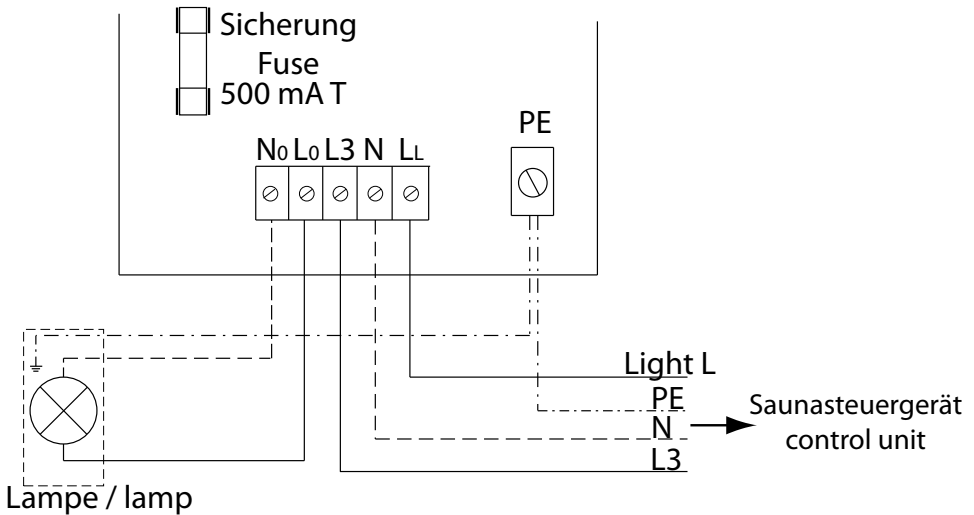 Sicherung
Fuse
500 mA T
PE
N0 L0 L3 N LL
Light L
PE
N
L3
Saunasteuergerät
control unit
Lampe / lamp